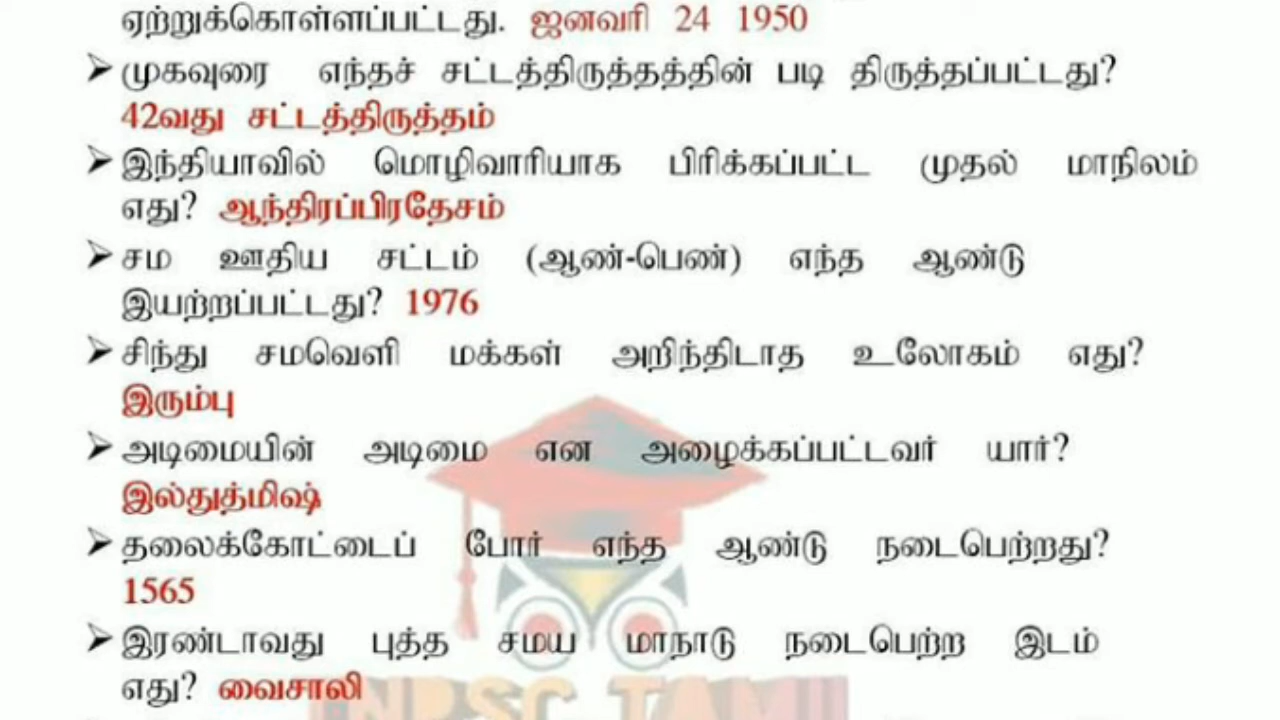 ஏற்றுக்கொள்ளப்பட்டது. ஜனவரி 24 1950
➤ முகவுரை எந்தச் சட்டத்திருத்தத்தின் படி திருத்தப்பட்டது?
42வது சட்டத்திருத்தம்
➤ இந்தியாவில் மொழிவாரியாக பிரிக்கப்பட்ட முதல் மாநிலம்
எது? ஆந்திரப்பிரதேசம்
➤ சம ஊதிய சட்டம் (ஆண்-பெண்) எந்த ஆண்டு
இயற்றப்பட்டது? 1976
➤ சிந்து சமவெளி மக்கள் அறிந்திடாத உலோகம் எது?
இரும்பு
➤ அடிமையின் அடிமை என அழைக்கப்பட்டவர் யார்?
இல்துத்மிஷ்
➤ தலைக்கோட்டைப் போர் எந்த ஆண்டு நடைபெற்றது?
1565
➤ இரண்டாவது புத்த சமய மாநாடு நடைபெற்ற இடம்
எது? வைசாலி